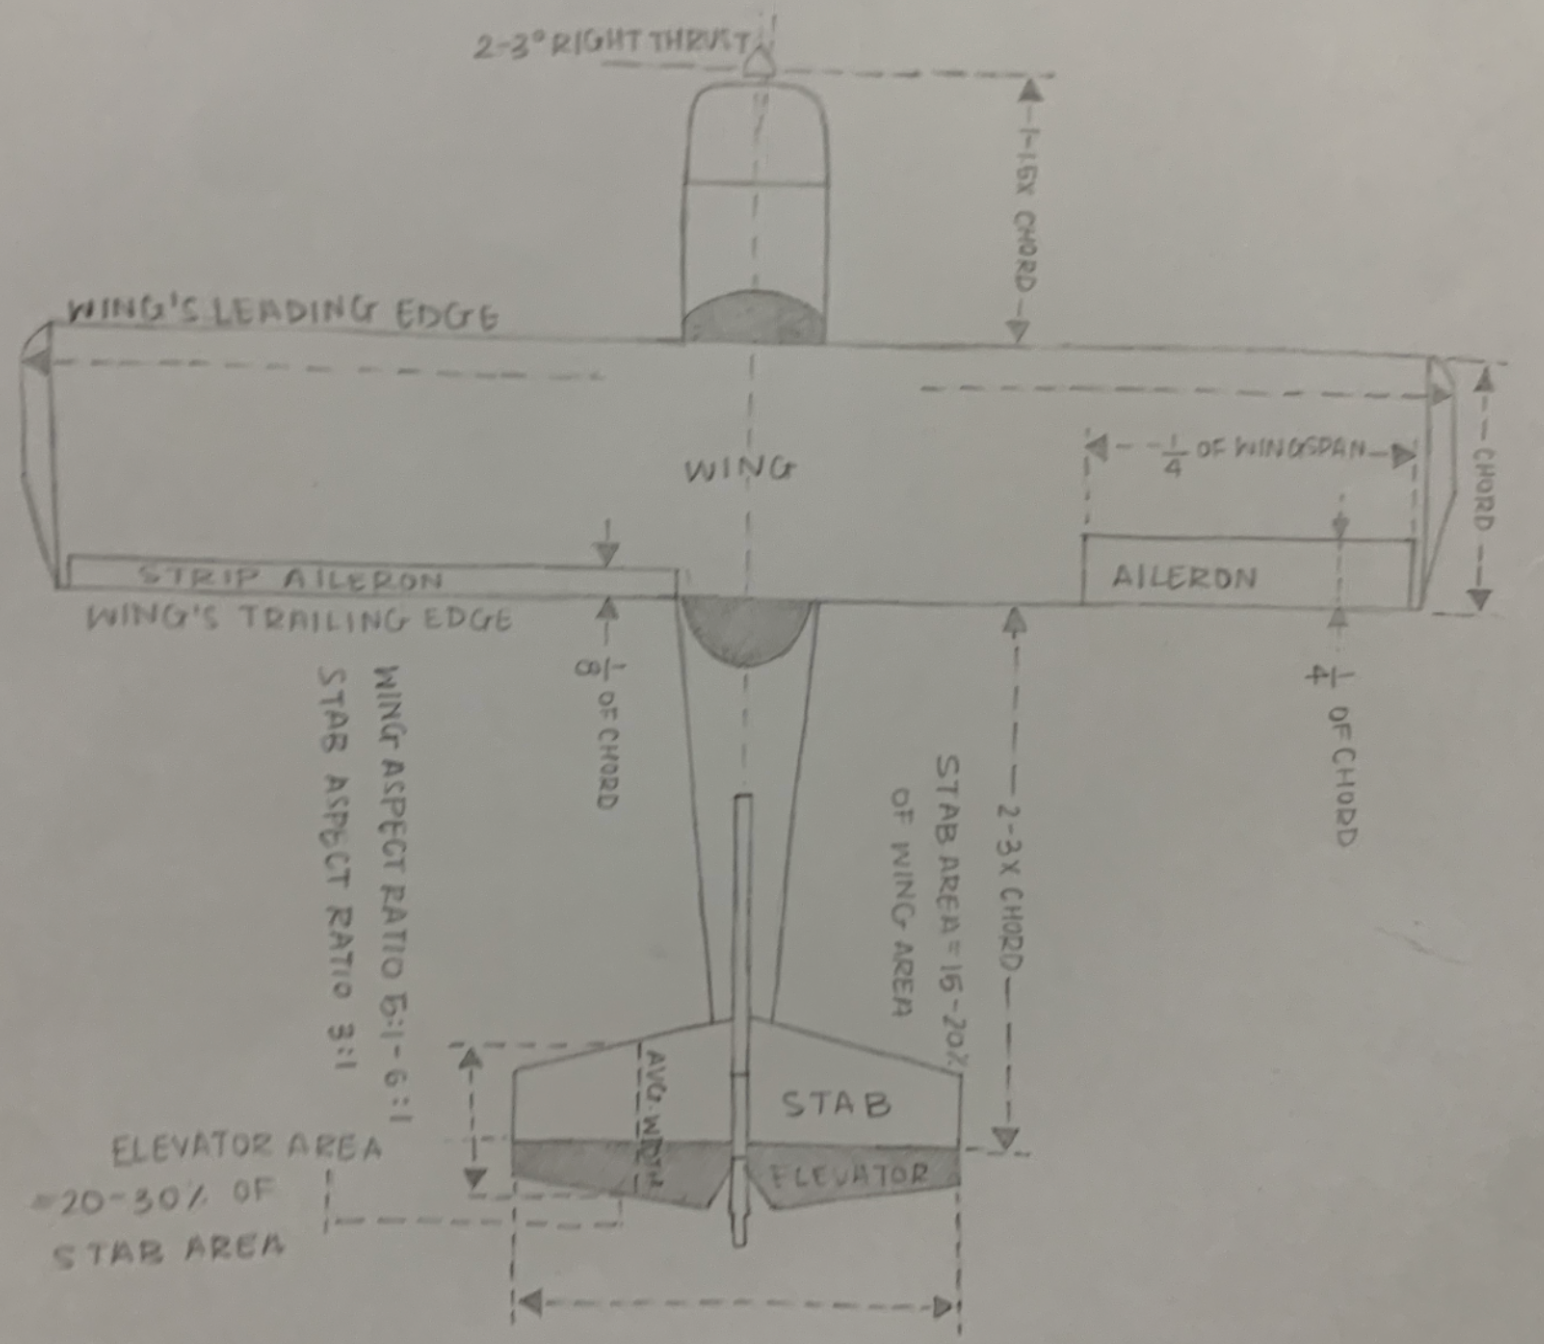 2-3° RIGHT THRUST
1-1.5X CHORD
WING'S LEADING EDGE
WING
1/4 OF WINGSPAN
CHORD
STRIP AILERON
AILERON
WING'S TRAILING EDGE
1/8 OF CHORD
1/4 OF CHORD
WING ASPECT RATIO 5:1-6:1
STAB ASPECT RATIO 3:1
2-3X CHORD
STAB AREA = 15-20%
OF WING AREA
AVG. WIDTH
STAB
ELEVATOR
ELEVATOR AREA
=20-30% OF
STAB AREA